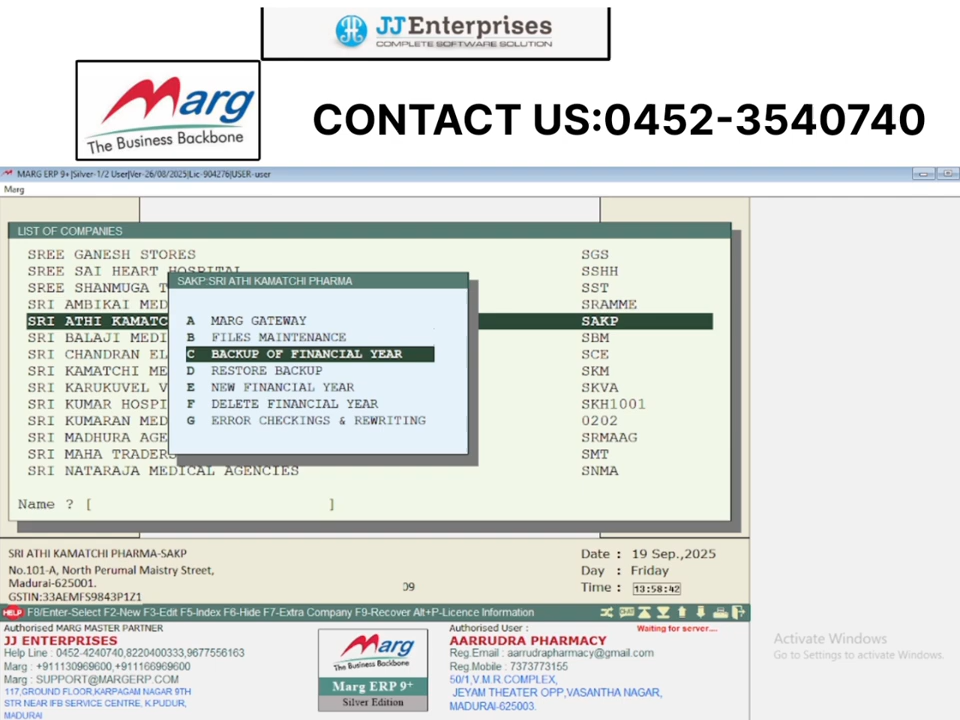 JJ Enterprises
COMPLETE SOFTWARE SOLUTION
Marg
The Business Backbone
CONTACT US:0452-3540740
MARG ERP 9+|Silver-1/2 User|Ver-26/08/2025|Lic-904276|USER-user
Marg
LIST OF COMPANIES
SREE GANESH STORES SGS
SREE SAI HEART HOSPITAL SSHH
SREE SHANMUGA T SST
SRI AMBIKAI MED SRAMME
SRI ATHI KAMATC SAKP
SRI BALAJI MEDI SBM
SRI CHANDRAN EL SCE
SRI KAMATCHI ME SKM
SRI KARUKUVEL V SKVA
SRI KUMAR HOSPI SKH1001
SRI KUMARAN MED 0202
SRI MADHURA AGE SRMAAG
SRI MAHA TRADERS SMT
SRI NATARAJA MEDICAL AGENCIES SNMA
Name ? [ ]
SAKP:SRI ATHI KAMATCHI PHARMA
A MARG GATEWAY
B FILES MAINTENANCE
C BACKUP OF FINANCIAL YEAR
D RESTORE BACKUP
E NEW FINANCIAL YEAR
F DELETE FINANCIAL YEAR
G ERROR CHECKINGS & REWRITING
SRI ATHI KAMATCHI PHARMA-SAKP
No.101-A, North Perumal Maistry Street,
Madurai-625001.
GSTIN:33AEMFS9843P1Z1
09
Date : 19 Sep.,2025
Day : Friday
Time : 13:58:42
HELP F8/Enter-Select F2-New F3-Edit F5-Index F6-Hide F7-Extra Company F9-Recover Alt+P-Licence Information
Authorised MARG MASTER PARTNER
JJ ENTERPRISES
Help Line : 0452-4240740,8220400333,9677556163
Marg : +911130969600,+911166969600
Marg : SUPPORT@MARGERP.COM
117,GROUND FLOOR,KARPAGAM NAGAR 9TH
STR NEAR IFB SERVICE CENTRE, K.PUDUR,
MADURAI
Marg
The Business Backbone
Marg ERP 9+
Silver Edition
Authorised User :
Waiting for server....
AARRUDRA PHARMACY
Reg.Email : aarrudrapharmacy@gmail.com
Reg.Mobile : 7373773155
50/1,V.M.R.COMPLEX,
JEYAM THEATER OPP,VASANTHA NAGAR,
MADURAI-625003.
Activate Windows
Go to Settings to activate Windows.